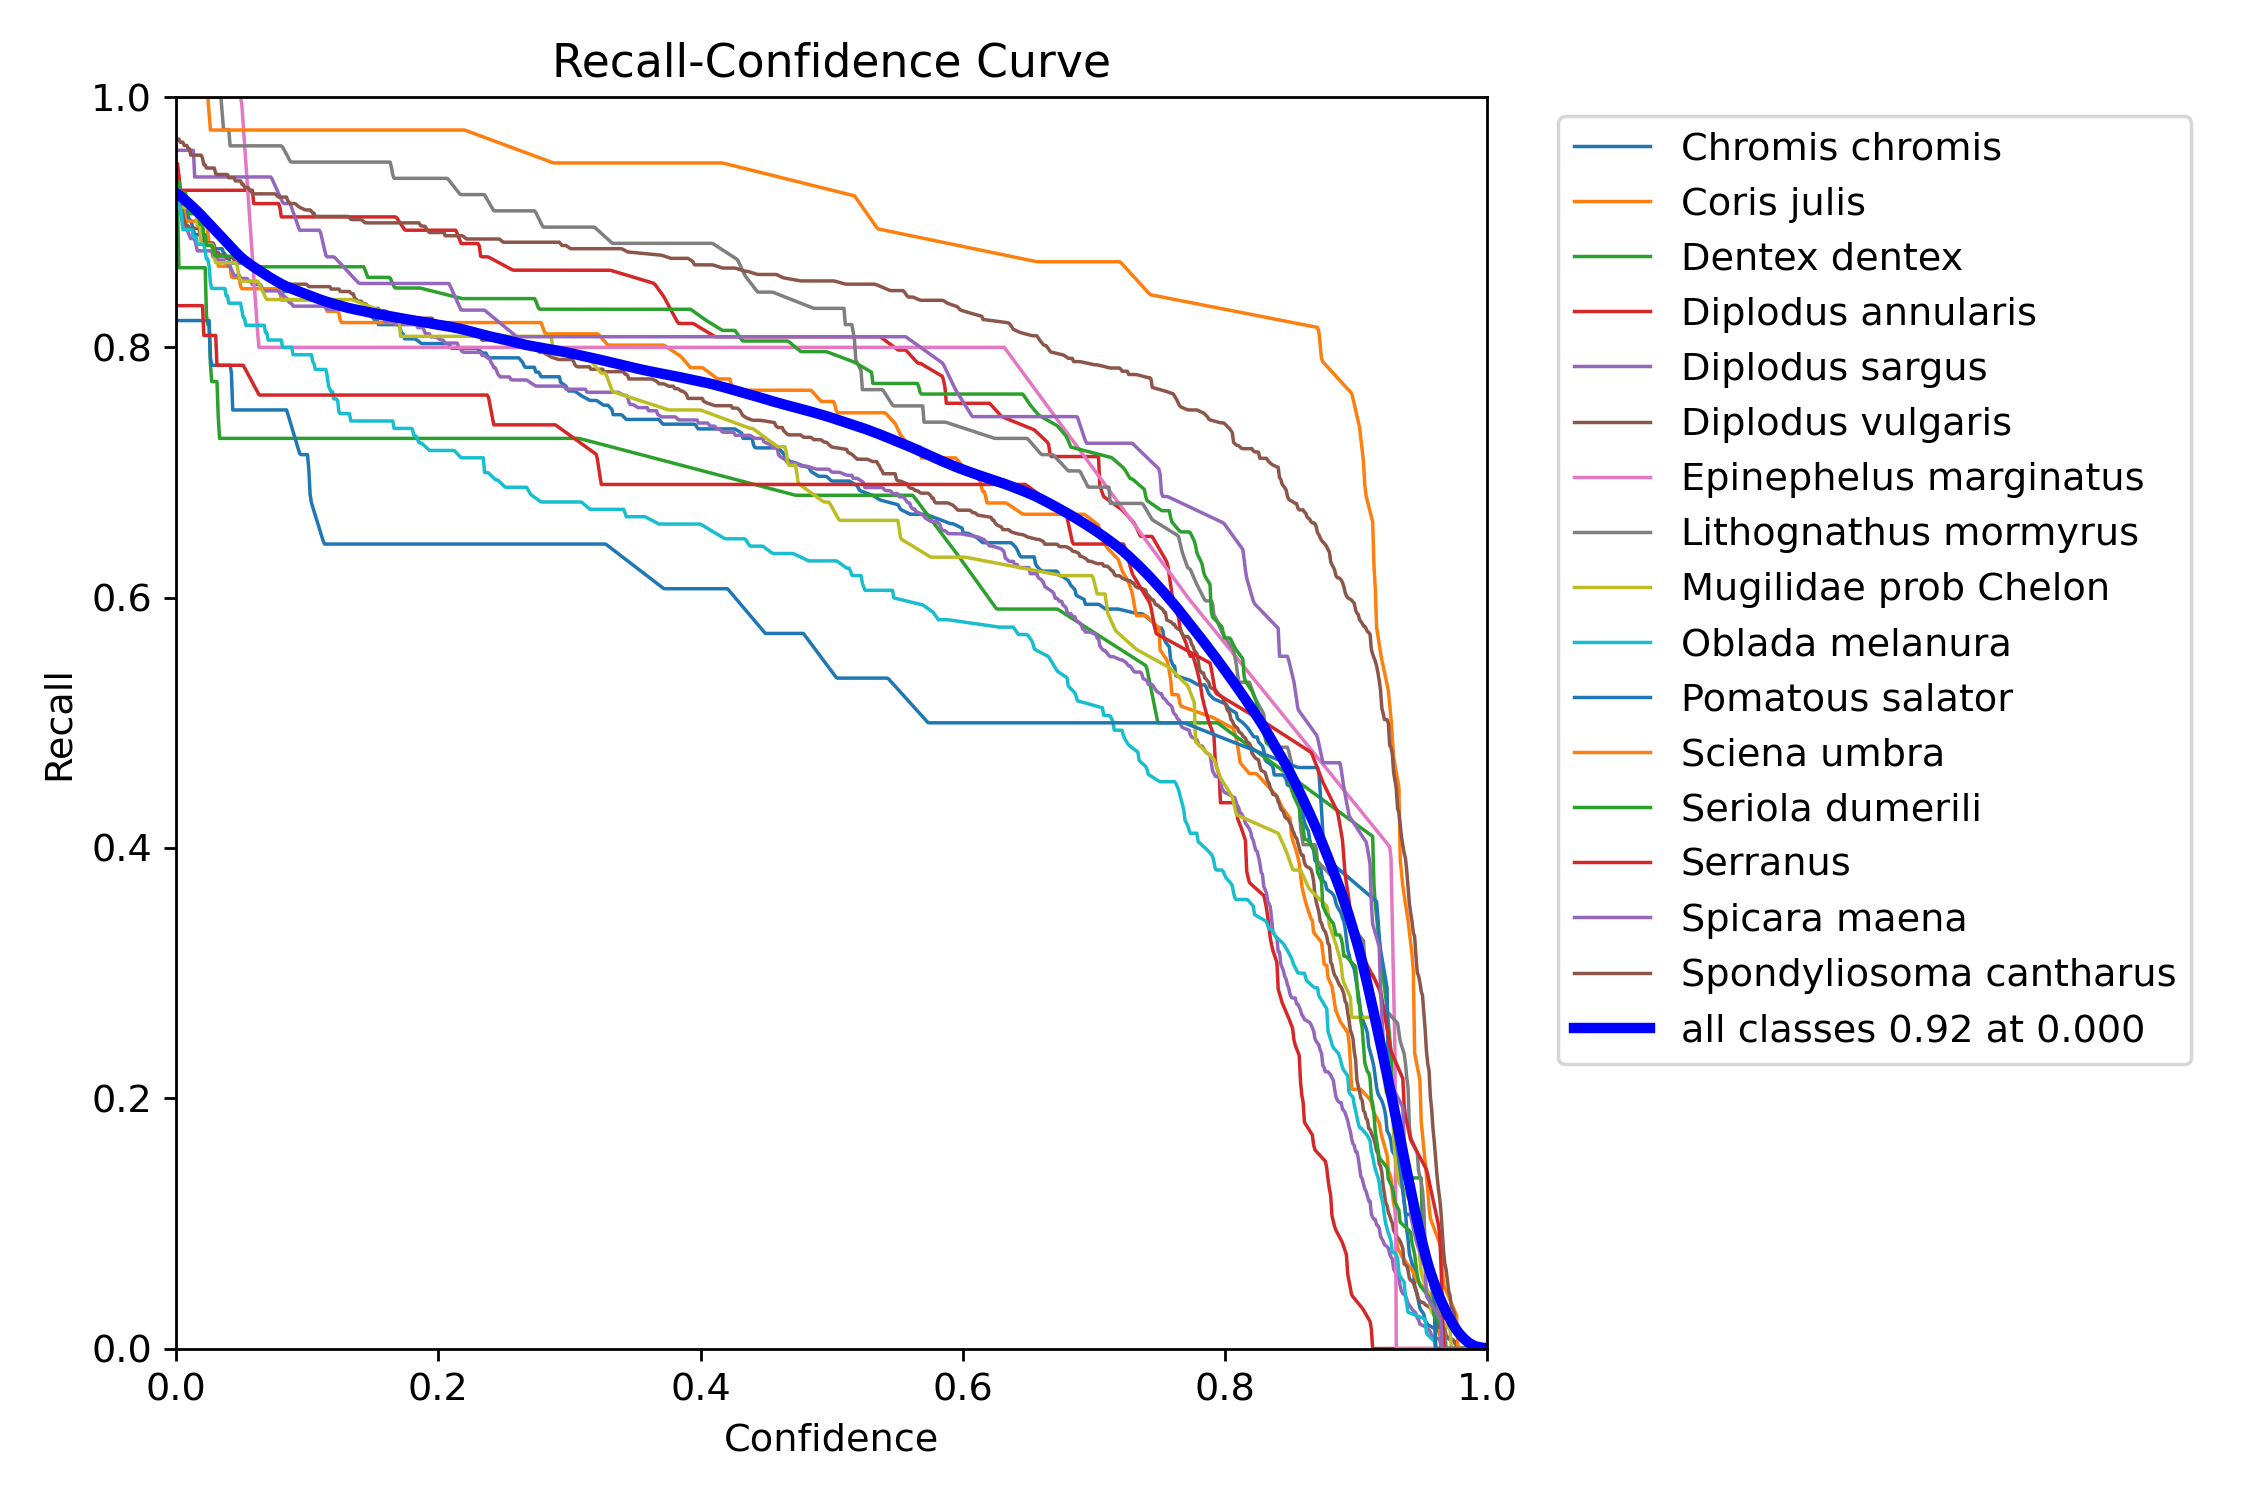 Recall-Confidence Curve
1.0
0.8
0.6
0.4
0.2
0.0
Recall
0.0 0.2 0.4 0.6 0.8 1.0
Confidence
Chromis chromis
Coris julis
Dentex dentex
Diplodus annularis
Diplodus sargus
Diplodus vulgaris
Epinephelus marginatus
Lithognathus mormyrus
Mugilidae prob Chelon
Oblada melanura
Pomatous salator
Sciena umbra
Seriola dumerili
Serranus
Spicara maena
Spondyliosoma cantharus
all classes 0.92 at 0.000